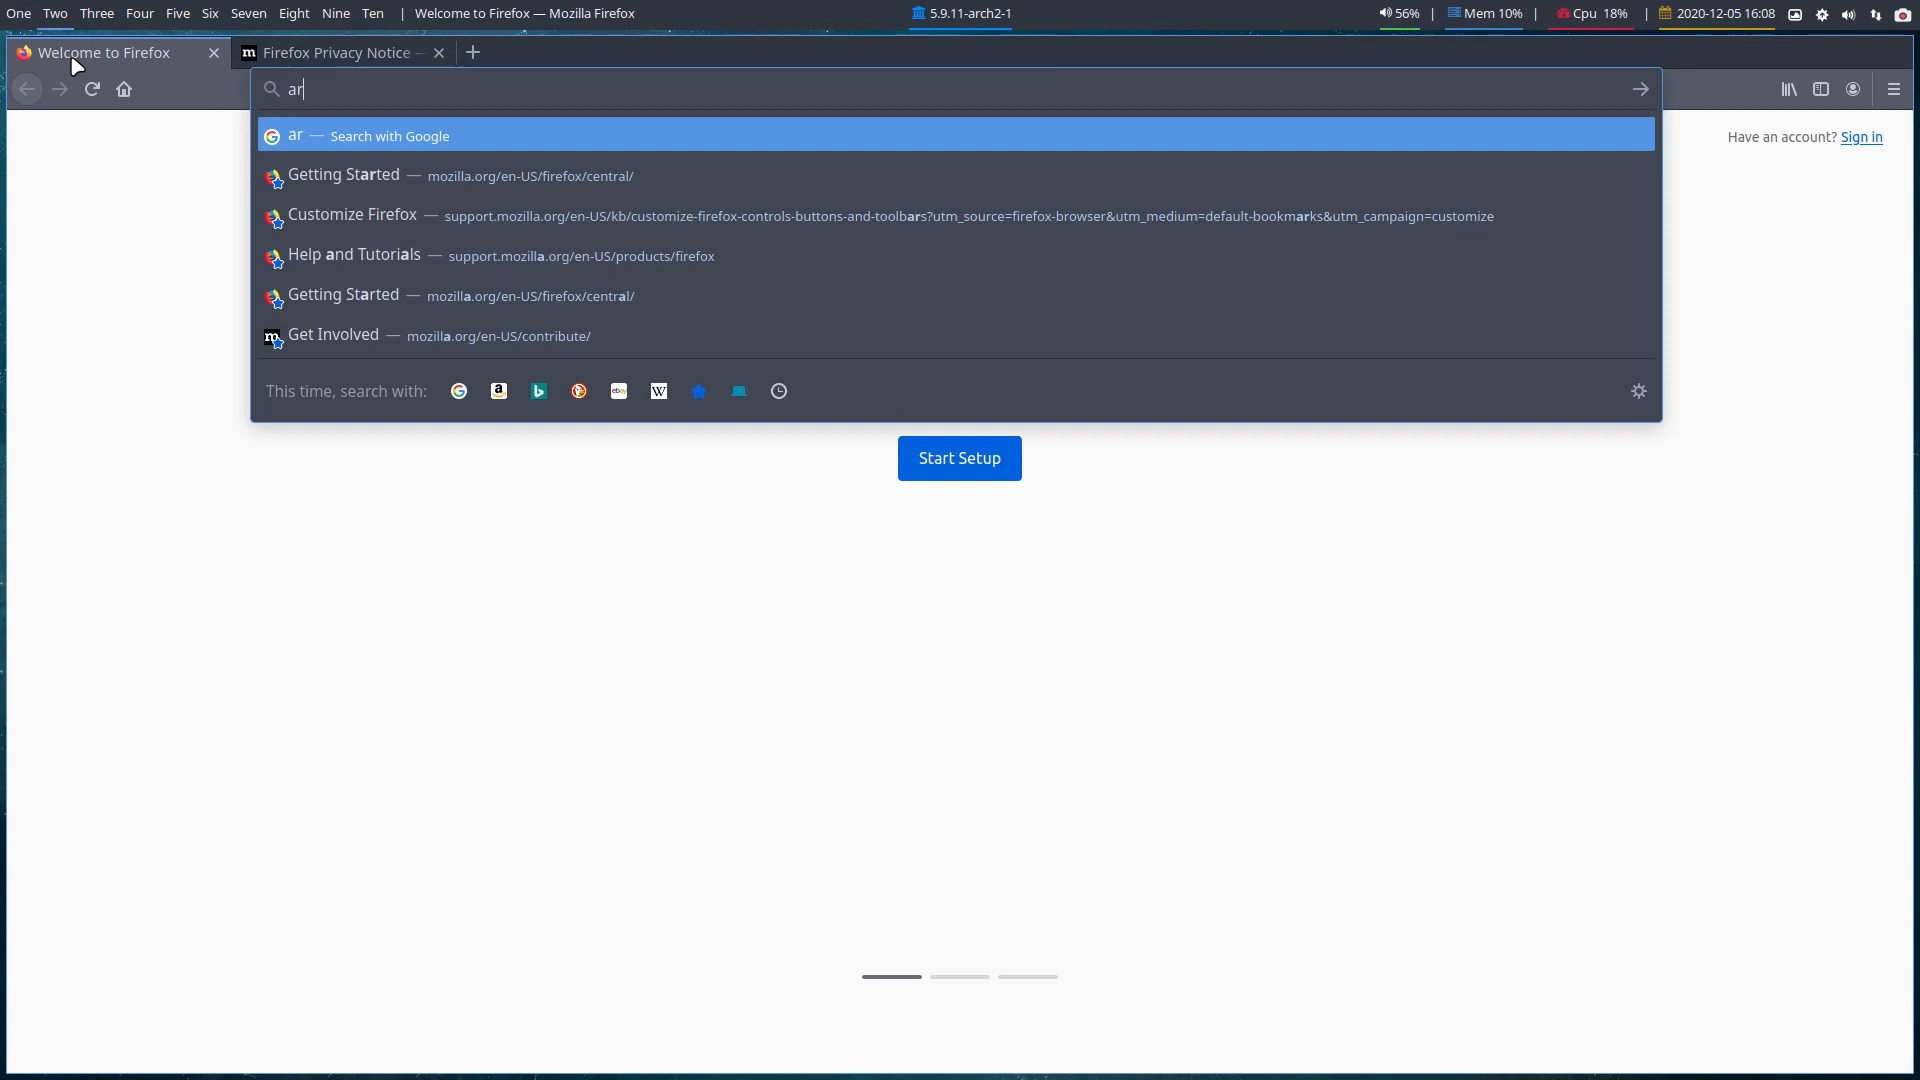 One Two Three Four Five Six Seven Eight Nine Ten | Welcome to Firefox — Mozilla Firefox 5.9.11-arch2-1 56% | Mem 10% | Cpu 18% | 2020-12-05 16:08
Welcome to Firefox Firefox Privacy Notice —
ar
ar — Search with Google
Have an account? Sign in
Getting Started — mozilla.org/en-US/firefox/central/
Customize Firefox — support.mozilla.org/en-US/kb/customize-firefox-controls-buttons-and-toolbars?utm_source=firefox-browser&utm_medium=default-bookmarks&utm_campaign=customize
Help and Tutorials — support.mozilla.org/en-US/products/firefox
Getting Started — mozilla.org/en-US/firefox/central/
Get Involved — mozilla.org/en-US/contribute/
This time, search with:
Start Setup